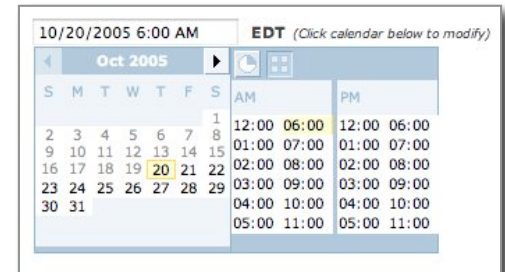 10/20/2005 6:00 AM EDT (Click calendar below to modify)
Oct 2005
S M T W T F S
1
2 3 4 5 6 7 8
9 10 11 12 13 14 15
16 17 18 19 20 21 22
23 24 25 26 27 28 29
30 31
AM PM
12:00 06:00 12:00 06:00
01:00 07:00 01:00 07:00
02:00 08:00 02:00 08:00
03:00 09:00 03:00 09:00
04:00 10:00 04:00 10:00
05:00 11:00 05:00 11:00